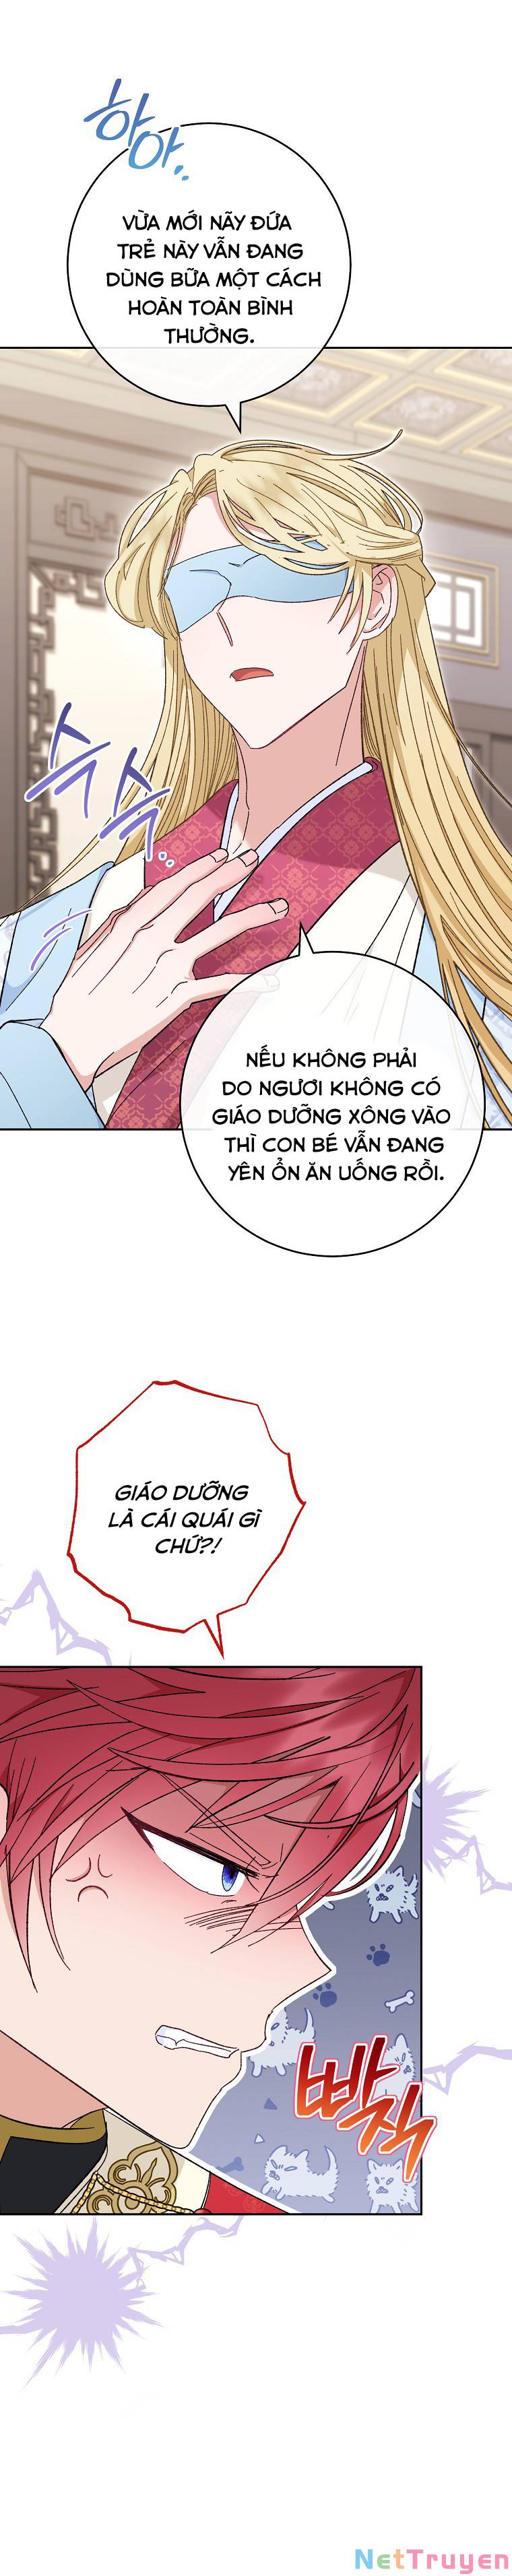 하아.
VỪA MỚI NÃY ĐỨA
TRẺ NÀY VẪN ĐANG
DÙNG BỮA MỘT CÁCH
HOÀN TOÀN BÌNH
THƯỜNG.
스슥
NẾU KHÔNG PHẢI
DO NGƯƠI KHÔNG CÓ
GIÁO DƯỠNG XÔNG VÀO
THÌ CON BÉ VẪN ĐANG
YÊN ỔN ĂN UỐNG RỒI.
GIÁO DƯỠNG
LÀ CÁI QUÁI GÌ
CHỨ?!
빠직
NetTruyen